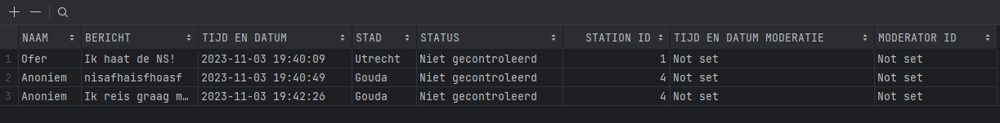 NAAM BERICHT TIJD EN DATUM STAD STATUS STATION ID TIJD EN DATUM MODERATIE MODERATOR ID
1 Ofer Ik haat de NS! 2023-11-03 19:40:09 Utrecht Niet gecontroleerd 1 Not set Not set
2 Anoniem nisafhaisfhoasf 2023-11-03 19:40:49 Gouda Niet gecontroleerd 4 Not set Not set
3 Anoniem Ik reis graag m… 2023-11-03 19:42:26 Gouda Niet gecontroleerd 4 Not set Not set